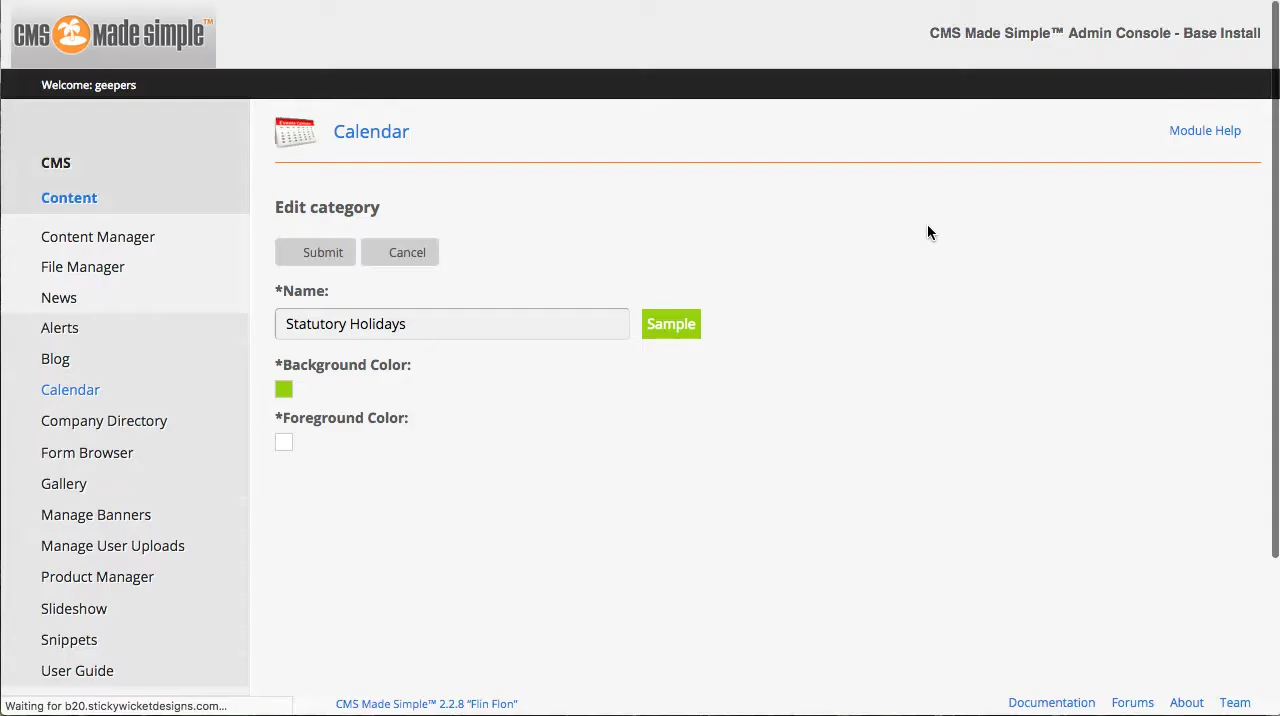 CMS Made Simple™
CMS Made Simple™ Admin Console - Base Install
Welcome: geepers
CMS
Content
Content Manager
File Manager
News
Alerts
Blog
Calendar
Company Directory
Form Browser
Gallery
Manage Banners
Manage User Uploads
Product Manager
Slideshow
Snippets
User Guide
Events Calendar
Calendar
Module Help
Edit category
Submit
Cancel
*Name:
Statutory Holidays
Sample
*Background Color:
*Foreground Color:
Waiting for b20.stickywicketdesigns.com...
CMS Made Simple™ 2.2.8 “Flin Flon”
Documentation
Forums
About
Team